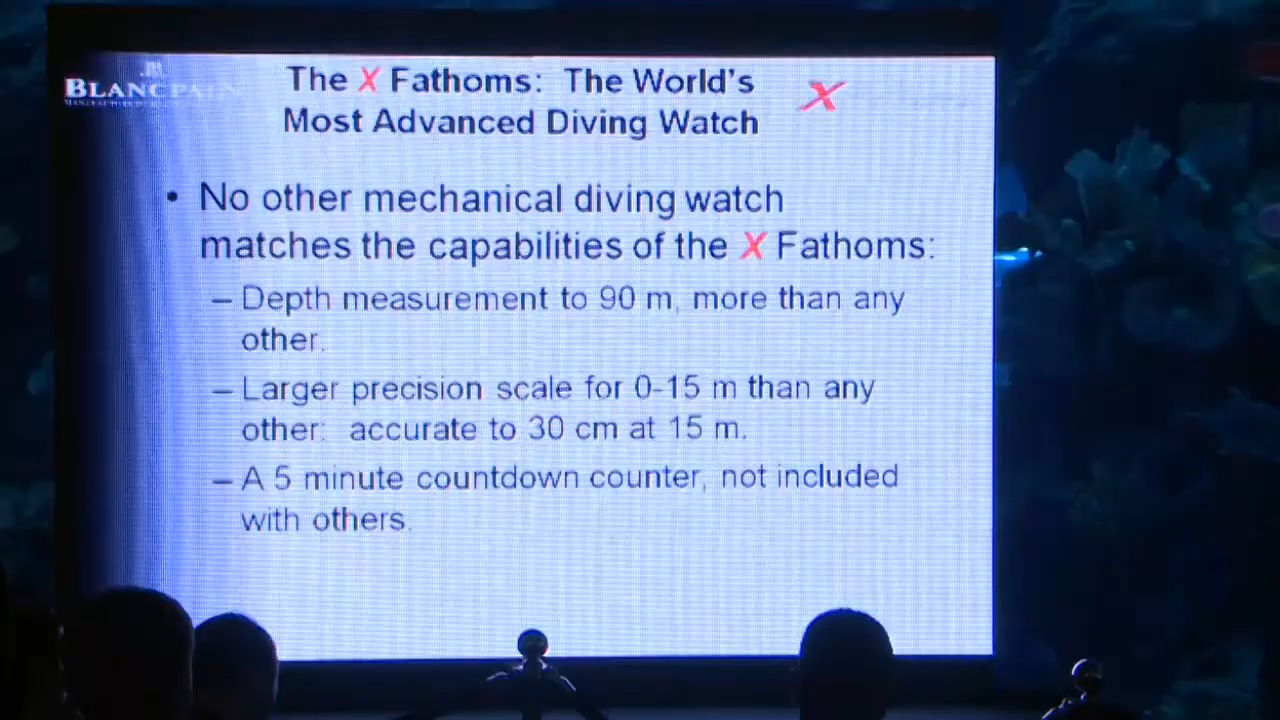 BLANCPAIN
The X Fathoms: The World's
X
Most Advanced Diving Watch
• No other mechanical diving watch
matches the capabilities of the X Fathoms:
– Depth measurement to 90 m, more than any
other.
– Larger precision scale for 0-15 m than any
other: accurate to 30 cm at 15 m.
– A 5 minute countdown counter, not included
with others.